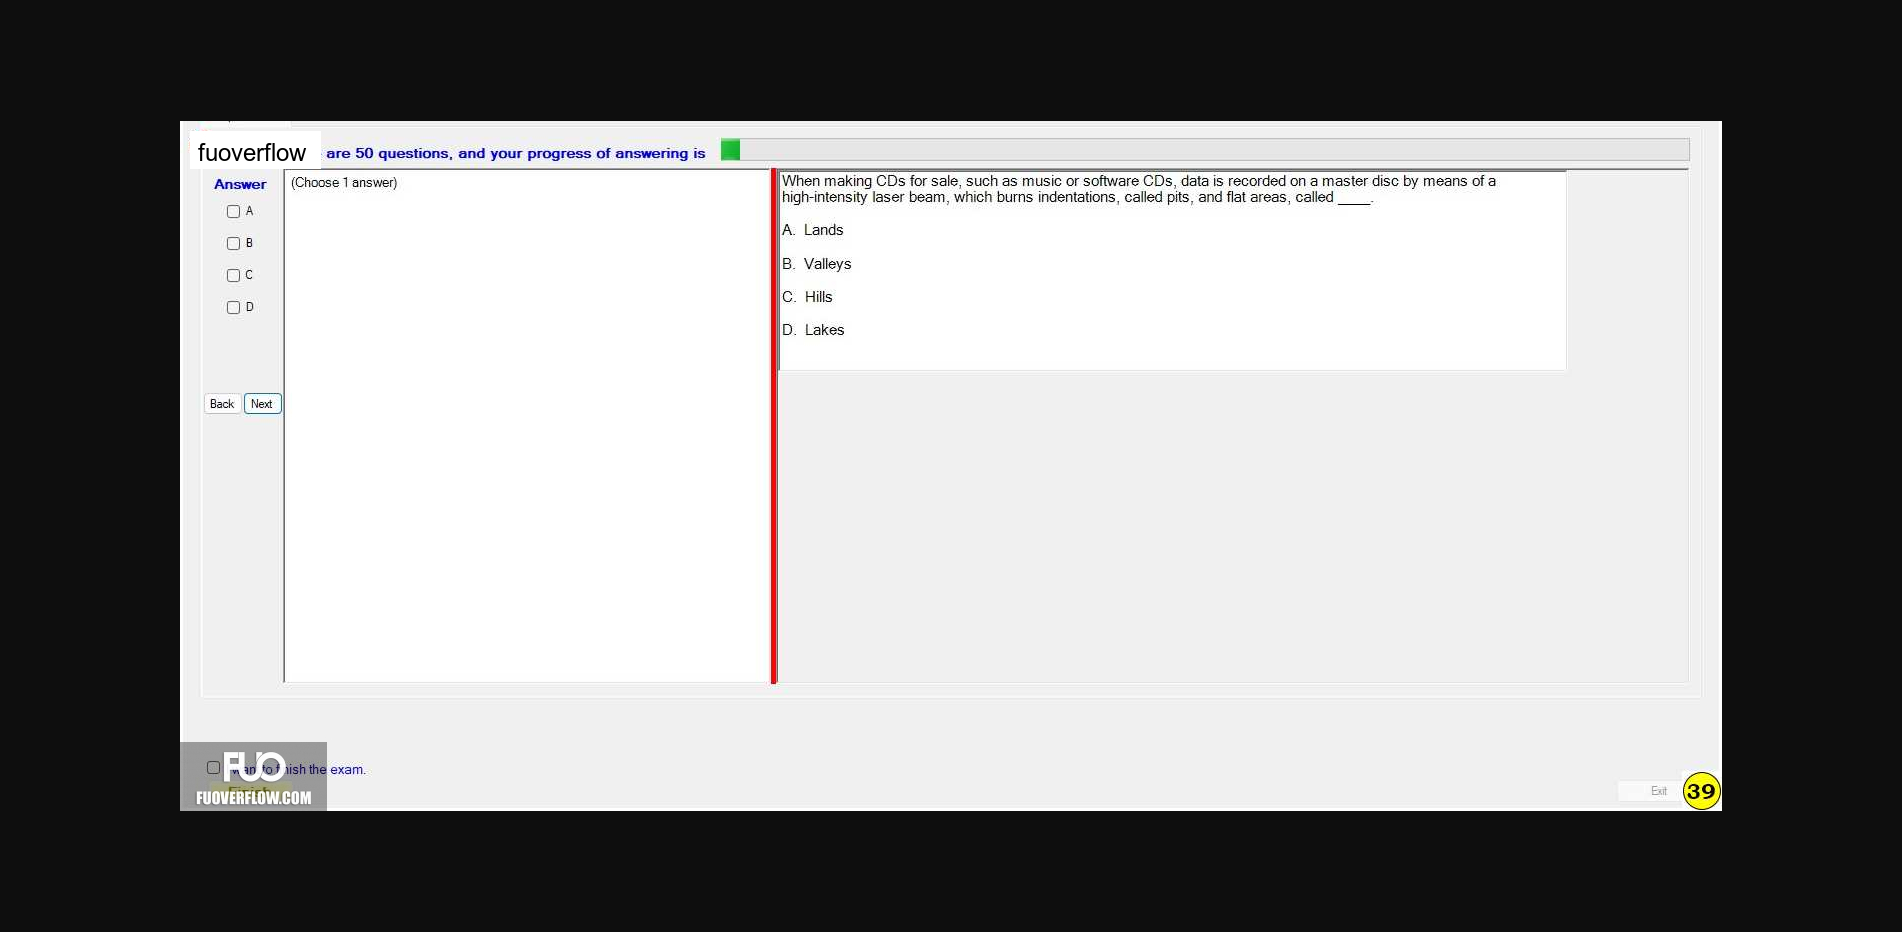 fuoverflow are 50 questions, and your progress of answering is
Answer
(Choose 1 answer)
A
B
C
D
Back Next
When making CDs for sale, such as music or software CDs, data is recorded on a master disc by means of a
high-intensity laser beam, which burns indentations, called pits, and flat areas, called ____.
A. Lands
B. Valleys
C. Hills
D. Lakes
want to finish the exam.
Finish
FUO
FUOVERFLOW.COM
Exit
39